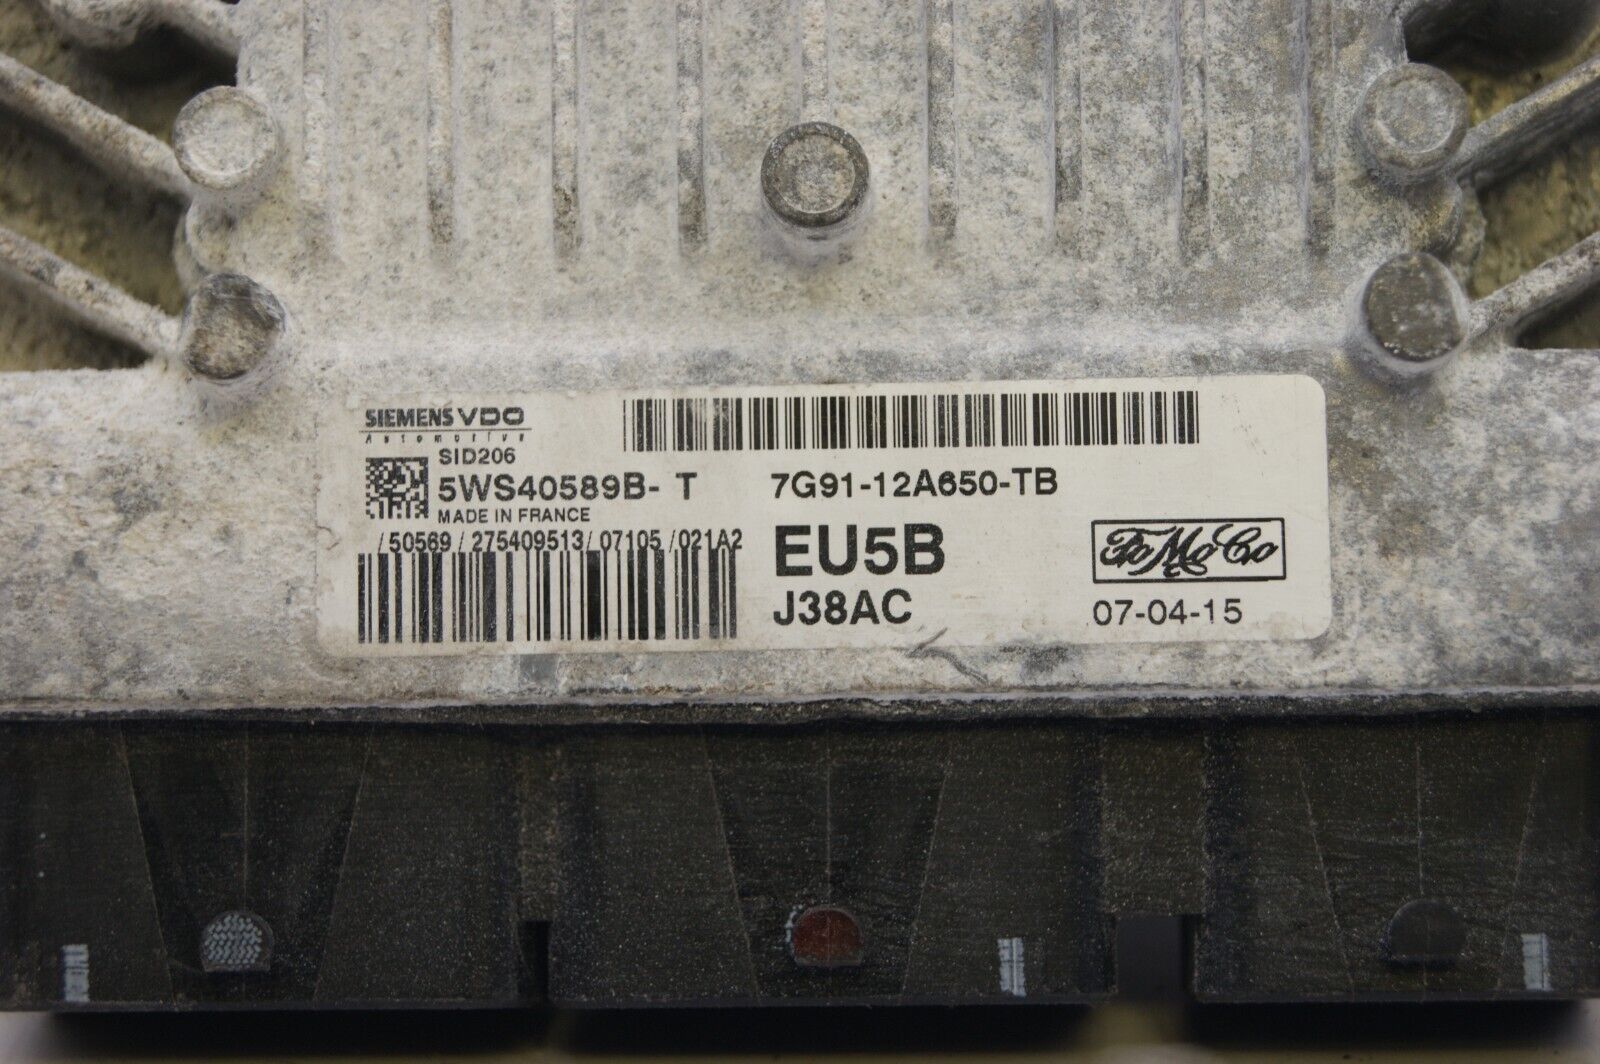 SIEMENS VDO
Automotive
SID206
5WS40589B- T 7G91-12A650-TB
MADE IN FRANCE
/50569/275409513/07105/021A2
EU5B
FoMoCo
J38AC
07-04-15